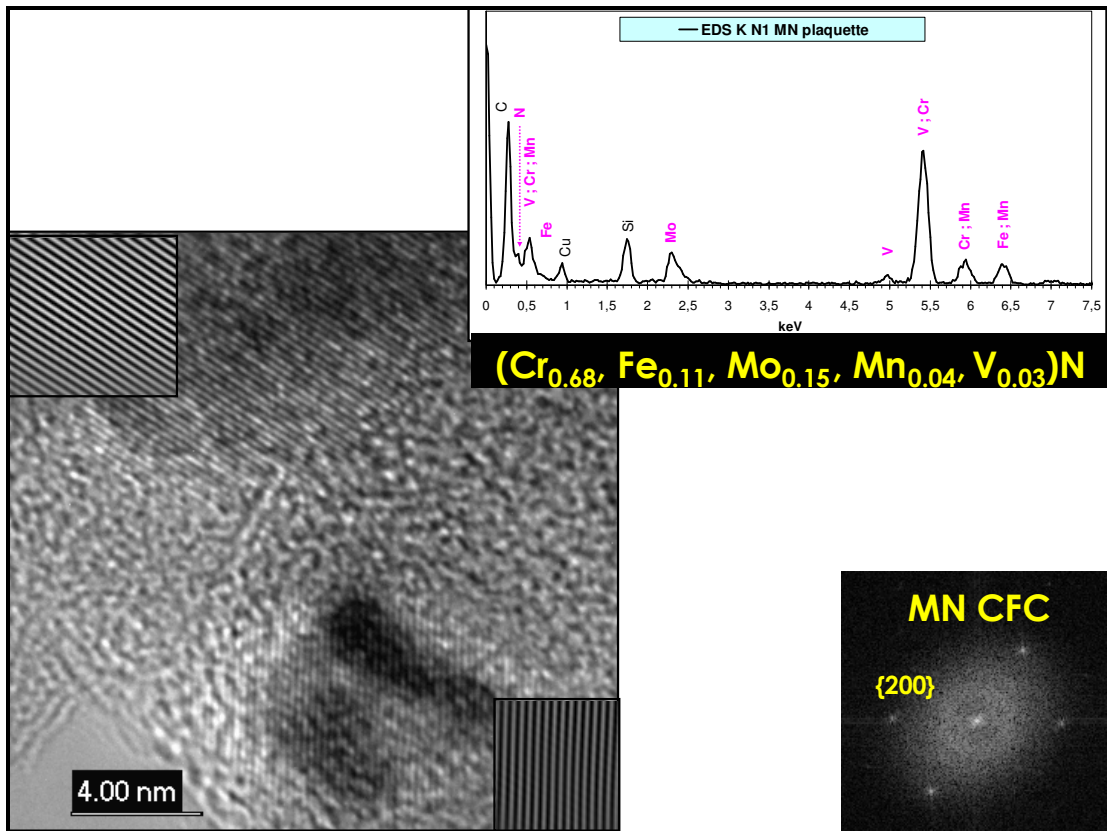 EDS K N1 MN plaquette
C
N
V ; Cr ; Mn
Fe
Cu
Si
Mo
V
V ; Cr
Cr ; Mn
Fe ; Mn
0 0,5 1 1,5 2 2,5 3 3,5 4 4,5 5 5,5 6 6,5 7 7,5
keV
(Cr0.68, Fe0.11, Mo0.15, Mn0.04, V0.03)N
MN CFC
{200}
4.00 nm